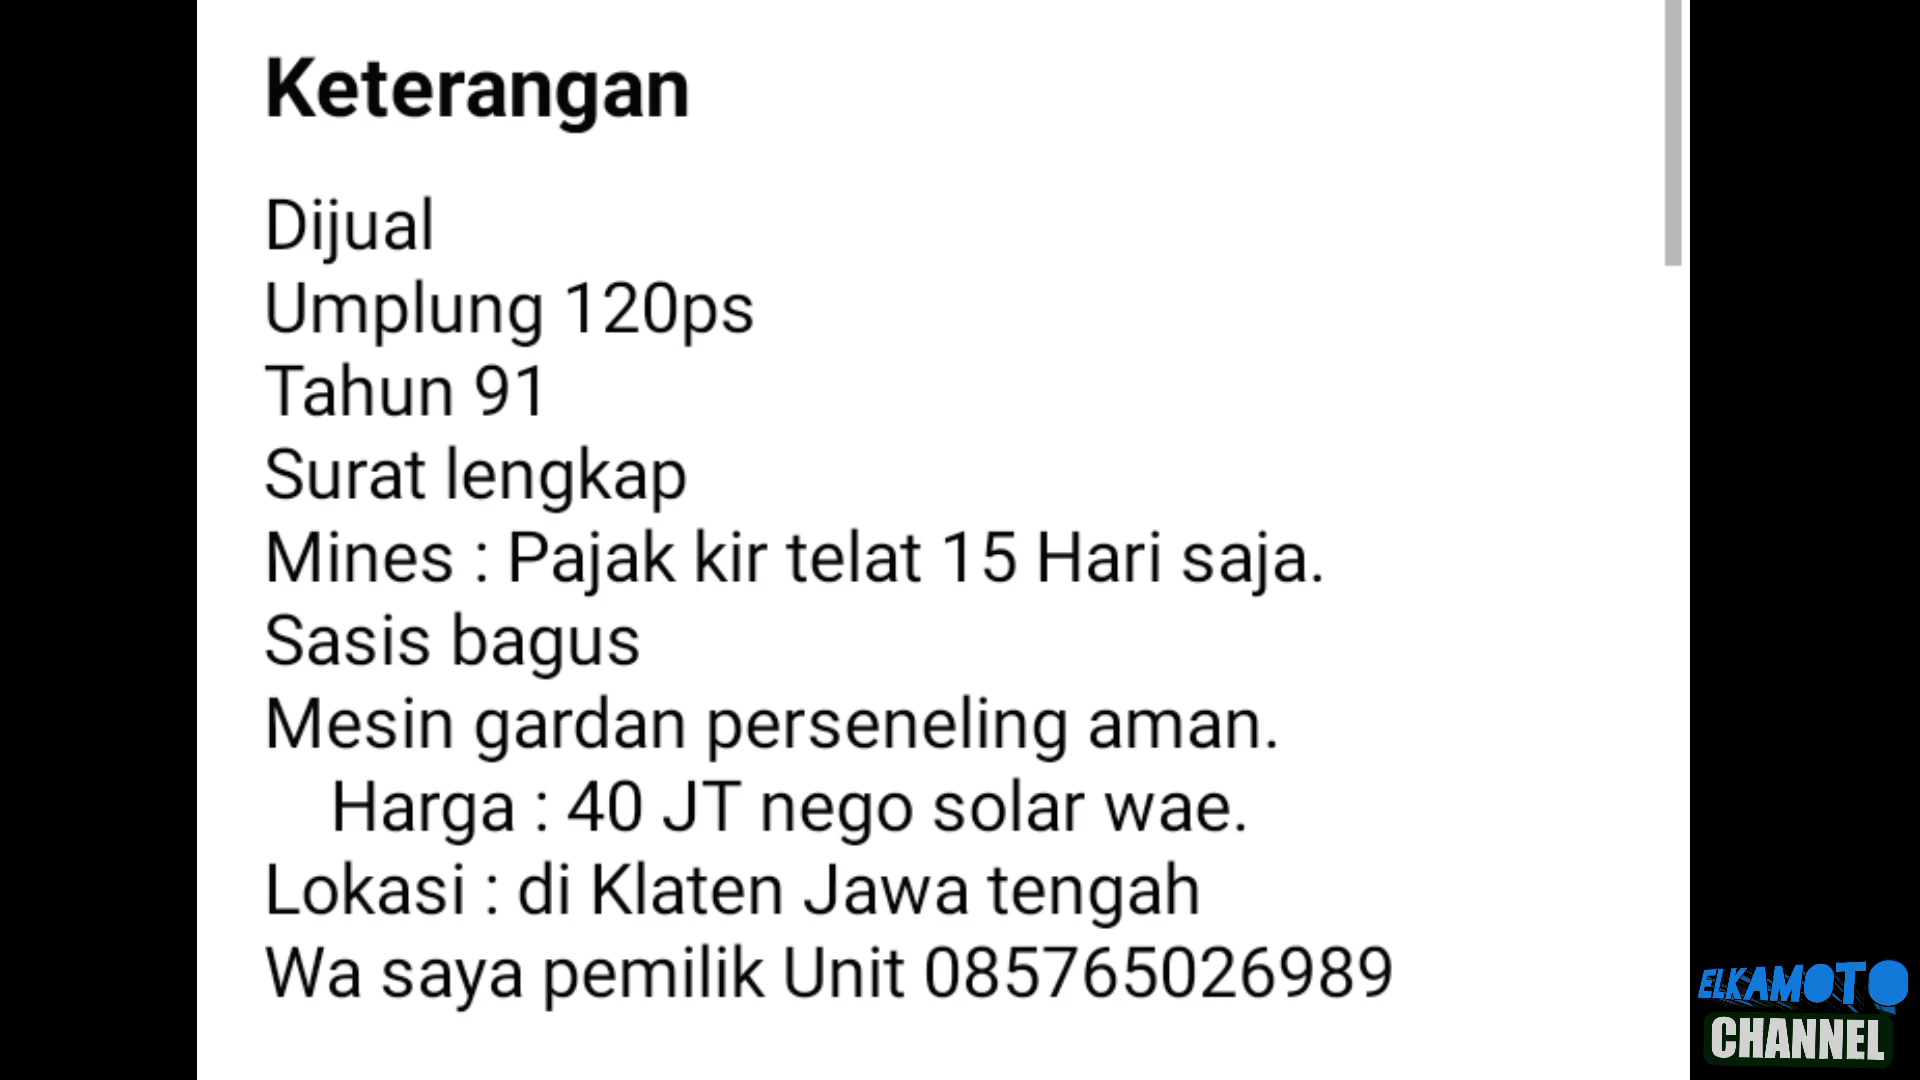 Keterangan
Dijual
Umplung 120ps
Tahun 91
Surat lengkap
Mines : Pajak kir telat 15 Hari saja.
Sasis bagus
Mesin gardan perseneling aman.
Harga : 40 JT nego solar wae.
Lokasi : di Klaten Jawa tengah
Wa saya pemilik Unit 085765026989
ELKAMOTO
CHANNEL